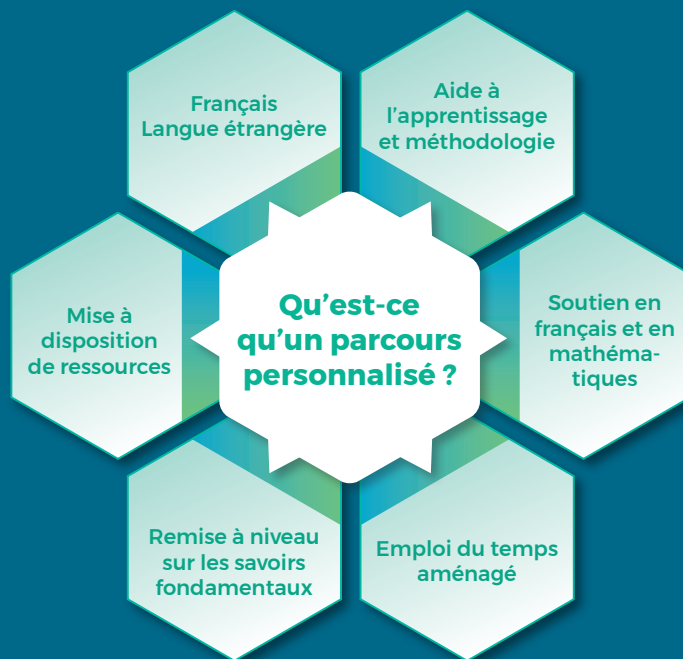 Français
Langue étrangère
Aide à
l’apprentissage
et méthodologie
Mise à
disposition
de ressources
Qu’est-ce
qu’un parcours
personnalisé ?
Soutien en
français et en
mathéma-
tiques
Remise à niveau
sur les savoirs
fondamentaux
Emploi du temps
aménagé